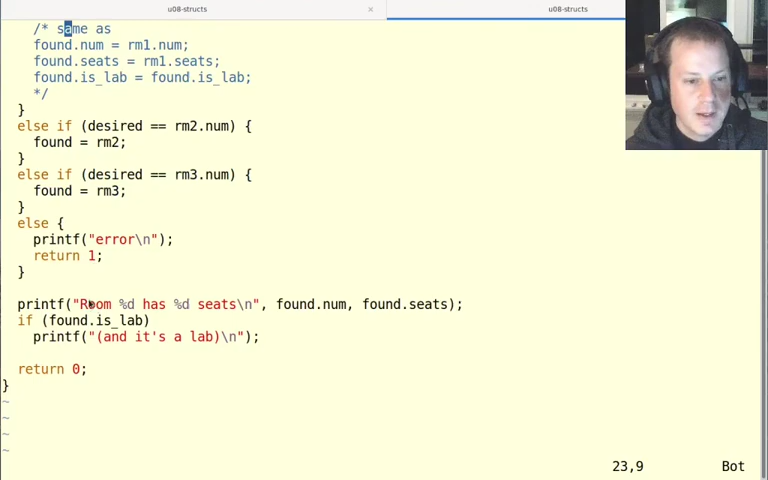 u08-structs × u08-structs
/* same as
found.num = rm1.num;
found.seats = rm1.seats;
found.is_lab = found.is_lab;
*/
}
else if (desired == rm2.num) {
found = rm2;
}
else if (desired == rm3.num) {
found = rm3;
}
else {
printf("error\n");
return 1;
}
printf("Room %d has %d seats\n", found.num, found.seats);
if (found.is_lab)
printf("(and it's a lab)\n");
return 0;
}
~
~
~
~
23,9 Bot